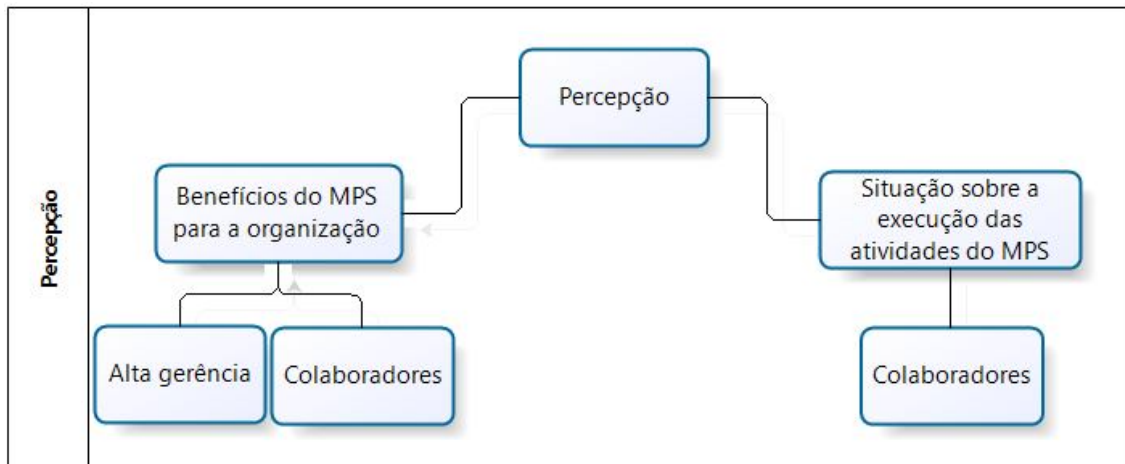 Percepção
Percepção
Benefícios do MPS
para a organização
Situação sobre a
execução das
atividades do MPS
Alta gerência
Colaboradores
Colaboradores